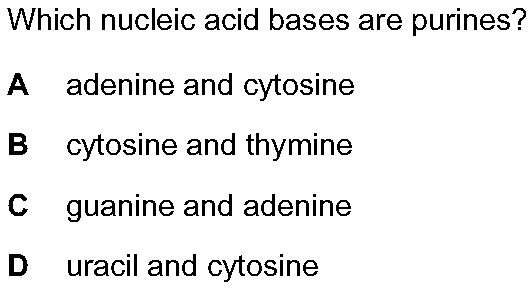 Which nucleic acid bases are purines?
A adenine and cytosine
B cytosine and thymine
C guanine and adenine
D uracil and cytosine